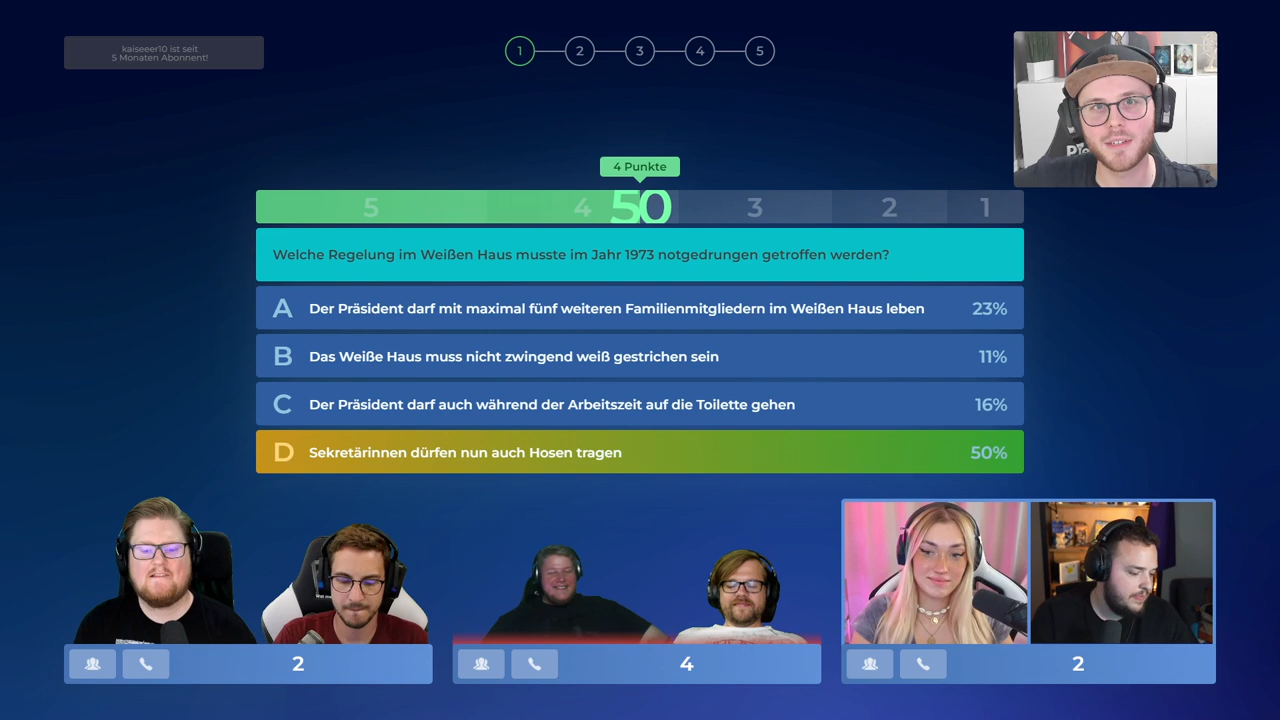 kaiseeer10 ist seit
5 Monaten Abonnent!
1 2 3 4 5
4 Punkte
5 4 50 3 2 1
Welche Regelung im Weißen Haus musste im Jahr 1973 notgedrungen getroffen werden?
A Der Präsident darf mit maximal fünf weiteren Familienmitgliedern im Weißen Haus leben 23%
B Das Weiße Haus muss nicht zwingend weiß gestrichen sein 11%
C Der Präsident darf auch während der Arbeitszeit auf die Toilette gehen 16%
D Sekretärinnen dürfen nun auch Hosen tragen 50%
2 4 2